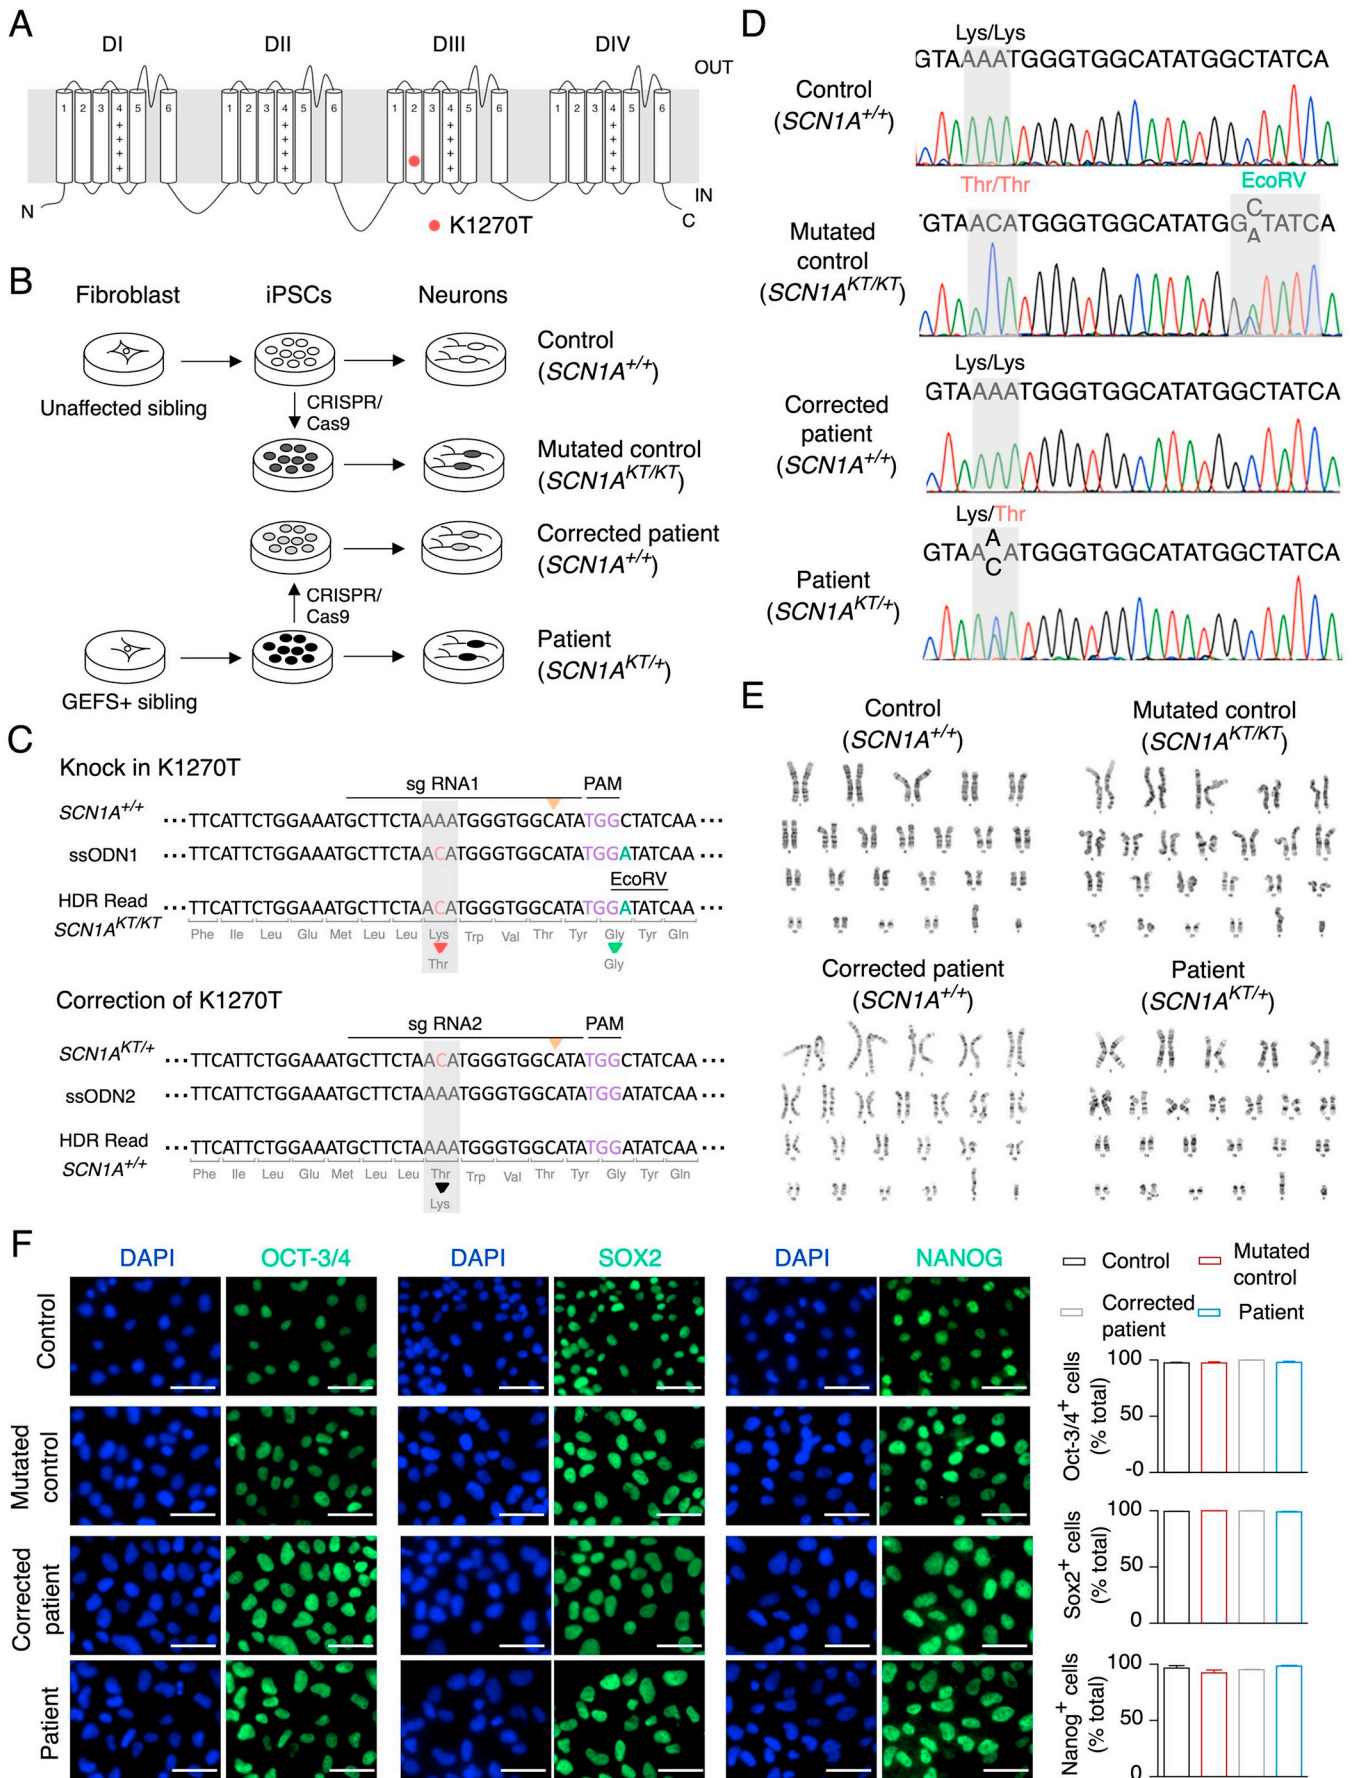 A
DI DII DIII DIV
OUT
1 2 3 4 5 6 1 2 3 4 5 6 1 2 3 4 5 6 1 2 3 4 5 6
+ + + +
+ + + +
+ + + +
+ + + +
IN
N
C
K1270T
B
Fibroblast iPSCs Neurons
Control
(SCN1A+/+)
Unaffected sibling
CRISPR/
Cas9
Mutated control
(SCN1AKT/KT)
Corrected patient
(SCN1A+/+)
CRISPR/
Cas9
Patient
(SCN1AKT/+)
GEFS+ sibling
C
Knock in K1270T
sg RNA1 PAM
SCN1A+/+ ···TTCATTCTGGAAATGCTTCTAAAATGGGTGGCATATGGCTATCAA···
ssODN1 ···TTCATTCTGGAAATGCTTCTAACATGGGTGGCATATGGATATCAA···
EcoRV
HDR Read ···TTCATTCTGGAAATGCTTCTAACATGGGTGGCATATGGATATCAA···
SCN1AKT/KT
Phe Ile Leu Glu Met Leu Leu Lys Trp Val Thr Tyr Gly Tyr Gln
Thr Gly
Correction of K1270T
sg RNA2 PAM
SCN1AKT/+ ···TTCATTCTGGAAATGCTTCTAACATGGGTGGCATATGGCTATCAA···
ssODN2 ···TTCATTCTGGAAATGCTTCTAAAATGGGTGGCATATGGATATCAA···
HDR Read ···TTCATTCTGGAAATGCTTCTAAAATGGGTGGCATATGGATATCAA···
SCN1A+/+
Phe Ile Leu Glu Met Leu Leu Thr Trp Val Thr Tyr Gly Tyr Gln
Lys
D
Lys/Lys
GTAAAATGGGTGGCATATGGCTATCA
Control
(SCN1A+/+)
Thr/Thr EcoRV
C
GTAACATGGGTGGCATATGG TATCA
A
Mutated
control
(SCN1AKT/KT)
Lys/Lys
GTAAAATGGGTGGCATATGGCTATCA
Corrected
patient
(SCN1A+/+)
Lys/Thr
A
GTAA ATGGGTGGCATATGGCTATCA
C
Patient
(SCN1AKT/+)
E
Control
(SCN1A+/+)
Mutated control
(SCN1AKT/KT)
Corrected patient
(SCN1A+/+)
Patient
(SCN1AKT/+)
F
DAPI OCT-3/4 DAPI SOX2 DAPI NANOG
Control
Mutated
control
Corrected
patient
Patient
Control
Mutated
control
Corrected
patient
Patient
Oct-3/4+ cells
(% total)
100
50
-0
Sox2+ cells
(% total)
100
50
0
Nanog+ cells
(% total)
100
50
0